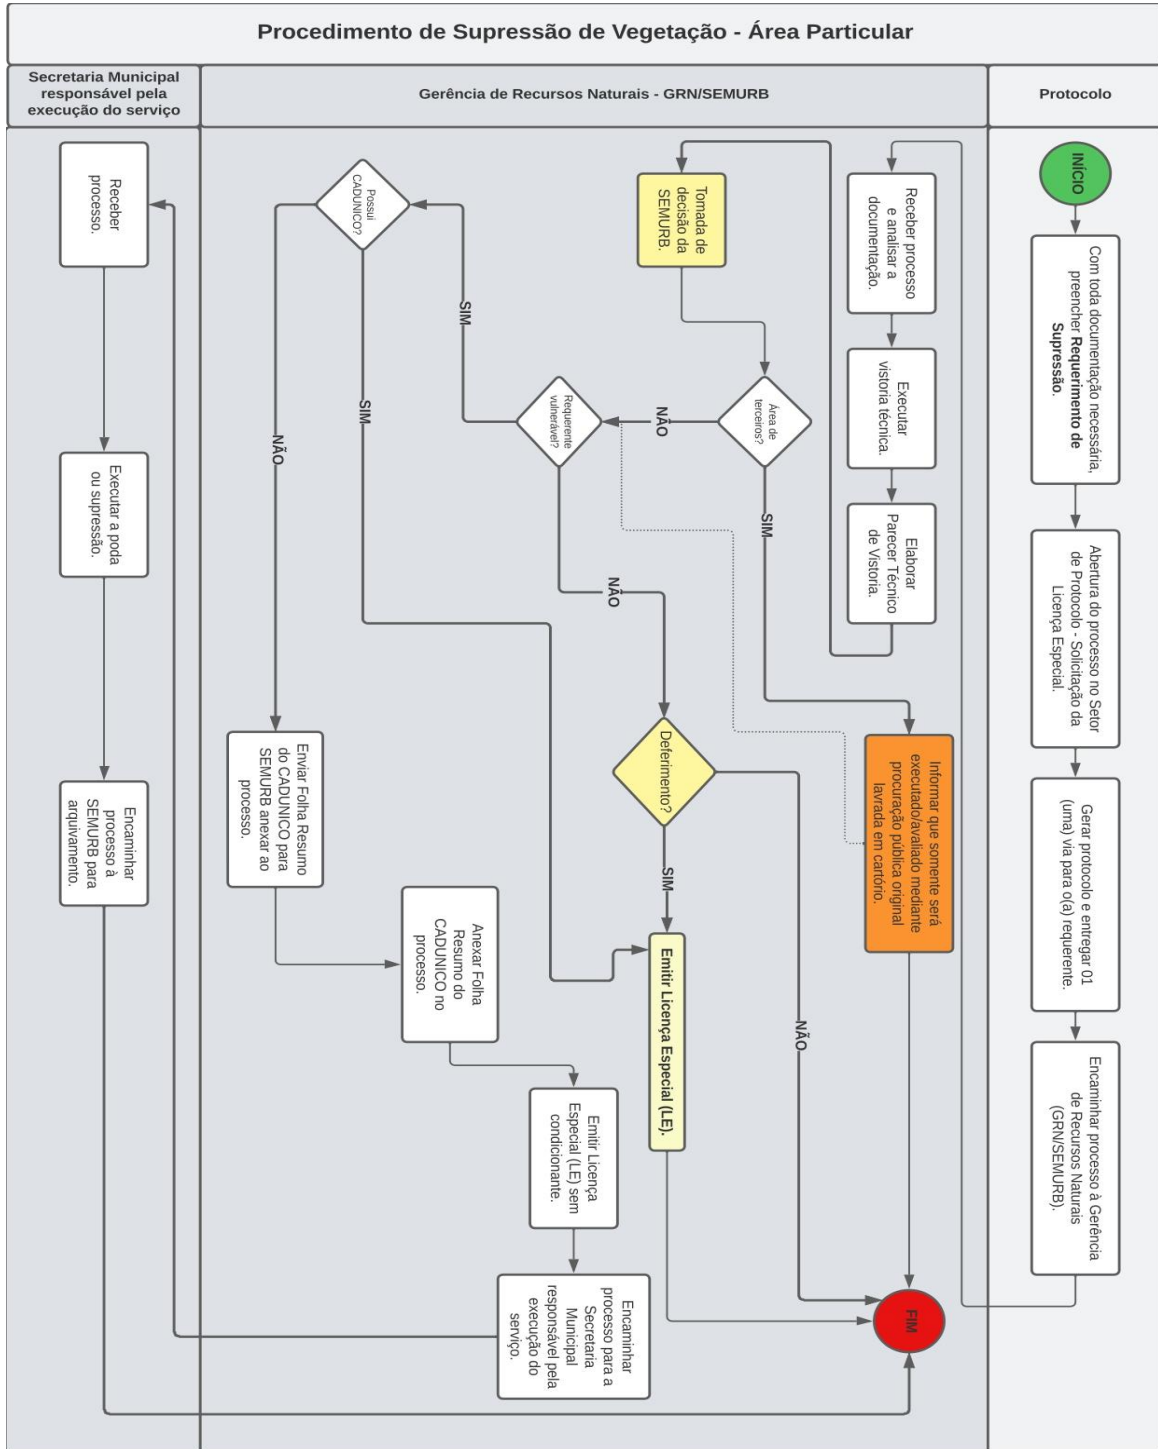 Procedimento de Supressão de Vegetação - Área Particular
Protocolo
INÍCIO
Com toda documentação necessária,
preencher Requerimento de
Supressão.
Abertura do processo no Setor
de Protocolo - Solicitação da
Licença Especial.
Gerar protocolo e entregar 01
(uma) via para o(a) requerente.
Encaminhar processo à Gerência
de Recursos Naturais
(GRN/SEMURB).
Gerência de Recursos Naturais - GRN/SEMURB
Receber processo
e analisar a
documentação.
Executar
vistoria técnica.
Elaborar
Parecer Técnico
de Vistoria.
Tomada de
decisão da
SEMURB.
Área de
terceiros?
SIM
NÃO
Informar que somente será
executado/avaliado mediante
procuração pública original
lavrada em cartório.
Requerente
vulnerável?
SIM
NÃO
Deferimento?
SIM
NÃO
Emitir Licença Especial (LE).
FIM
Possui
CADUNICO?
SIM
NÃO
Enviar Folha Resumo
do CADUNICO para
SEMURB anexar ao
processo.
Anexar Folha
Resumo do
CADUNICO no
processo.
Emitir Licença
Especial (LE) sem
condicionante.
Encaminhar
processo para a
Secretaria
Municipal
responsável pela
execução do
serviço.
Secretaria Municipal
responsável pela
execução do serviço
Receber
processo.
Executar a poda
ou supressão.
Encaminhar
processo à
SEMURB para
arquivamento.